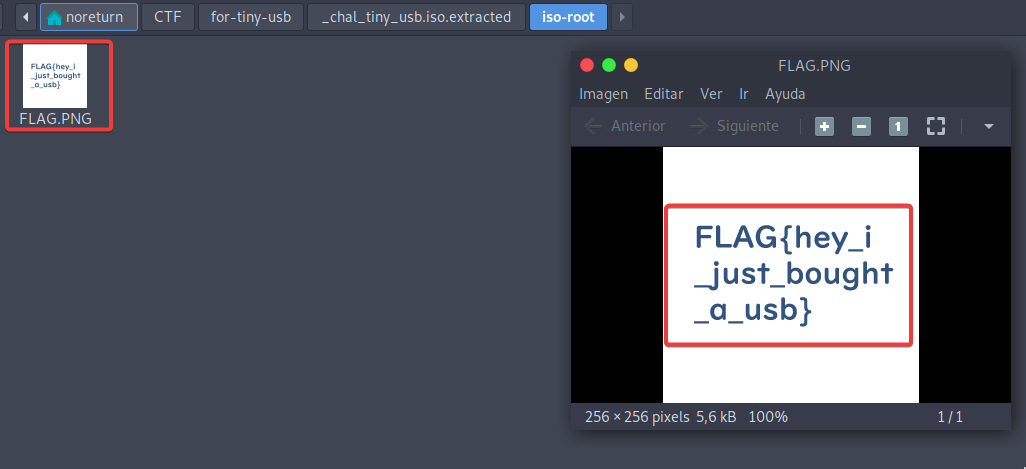 noreturn CTF for-tiny-usb _chal_tiny_usb.iso.extracted iso-root
FLAG{hey_i
_just_bought
_a_usb}
FLAG.PNG
FLAG.PNG
Imagen Editar Ver Ir Ayuda
Anterior Siguiente 1
FLAG{hey_i
_just_bought
_a_usb}
256 × 256 pixels 5,6 kB 100% 1 / 1